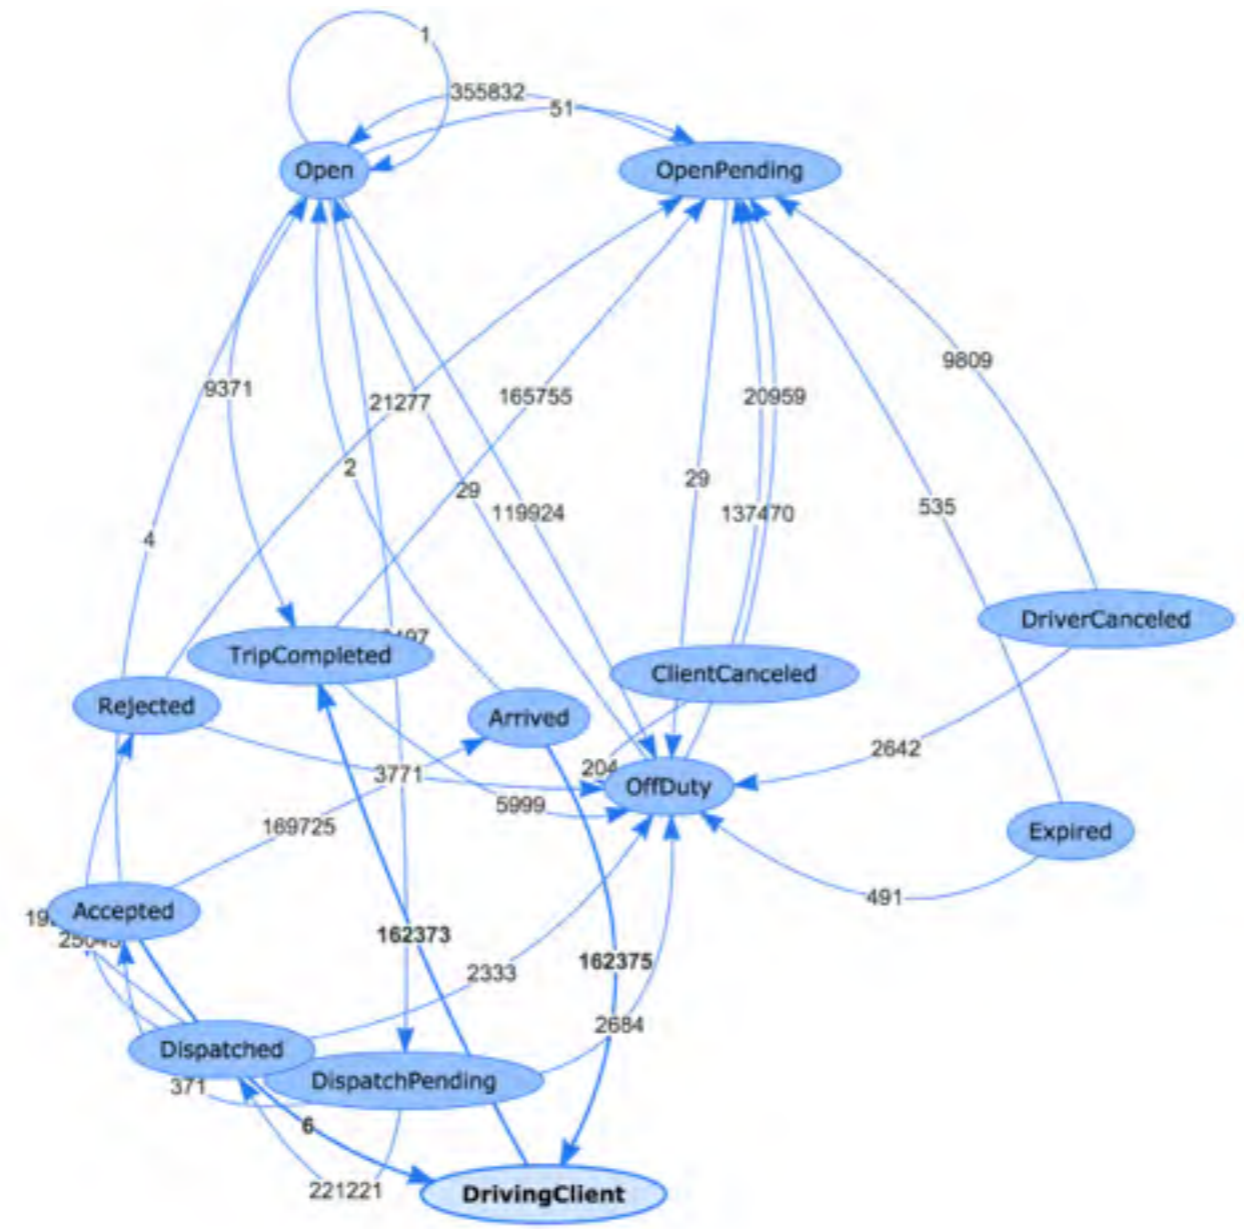 1
355832
51
Open
OpenPending
9809
9371
21277
165755
20959
2
29
29
119924
137470
535
4
DriverCanceled
TripCompleted
ClientCanceled
Rejected
Arrived
2642
204
3771
OffDuty
5999
169725
Expired
491
Accepted
162373
162375
2333
2684
Dispatched
DispatchPending
371
6
221221
DrivingClient